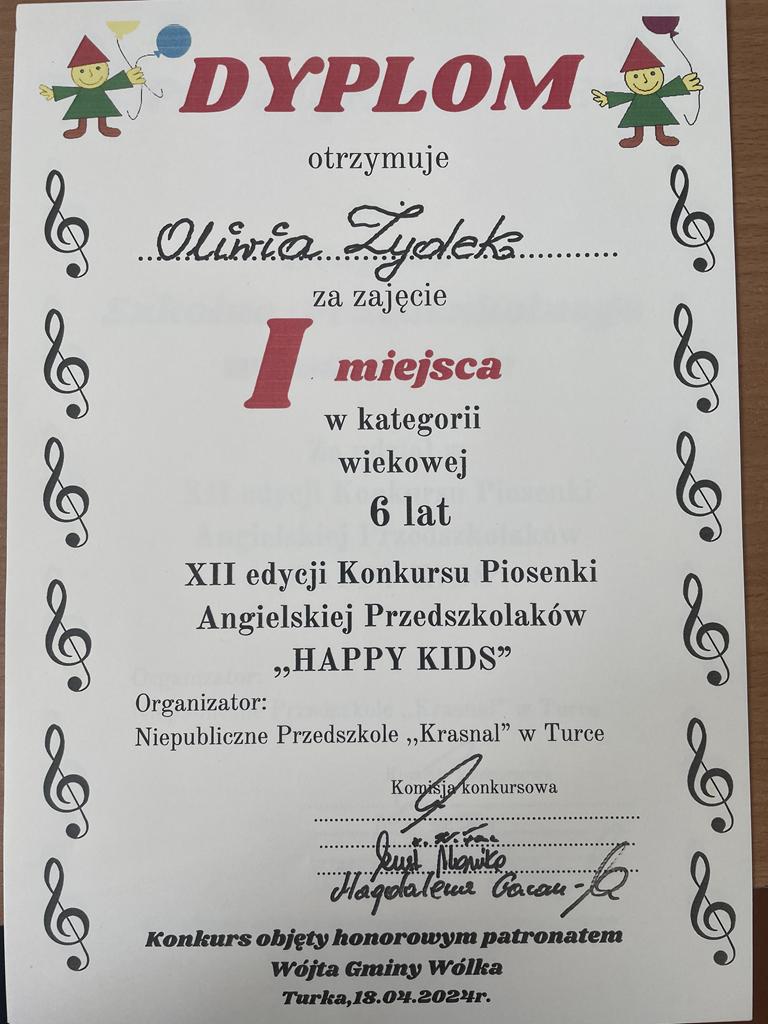 DYPLOM
otrzymuje
Oliwia Żydek
za zajęcie
I miejsca
w kategorii
wiekowej
6 lat
XII edycji Konkursu Piosenki
Angielskiej Przedszkolaków
,,HAPPY KIDS”
Organizator:
Niepubliczne Przedszkole ,,Krasnal” w Turce
Komisja konkursowa
Monika
Magdalena
Konkurs objęty honorowym patronatem
Wójta Gminy Wólka
Turka,18.04.2024r.